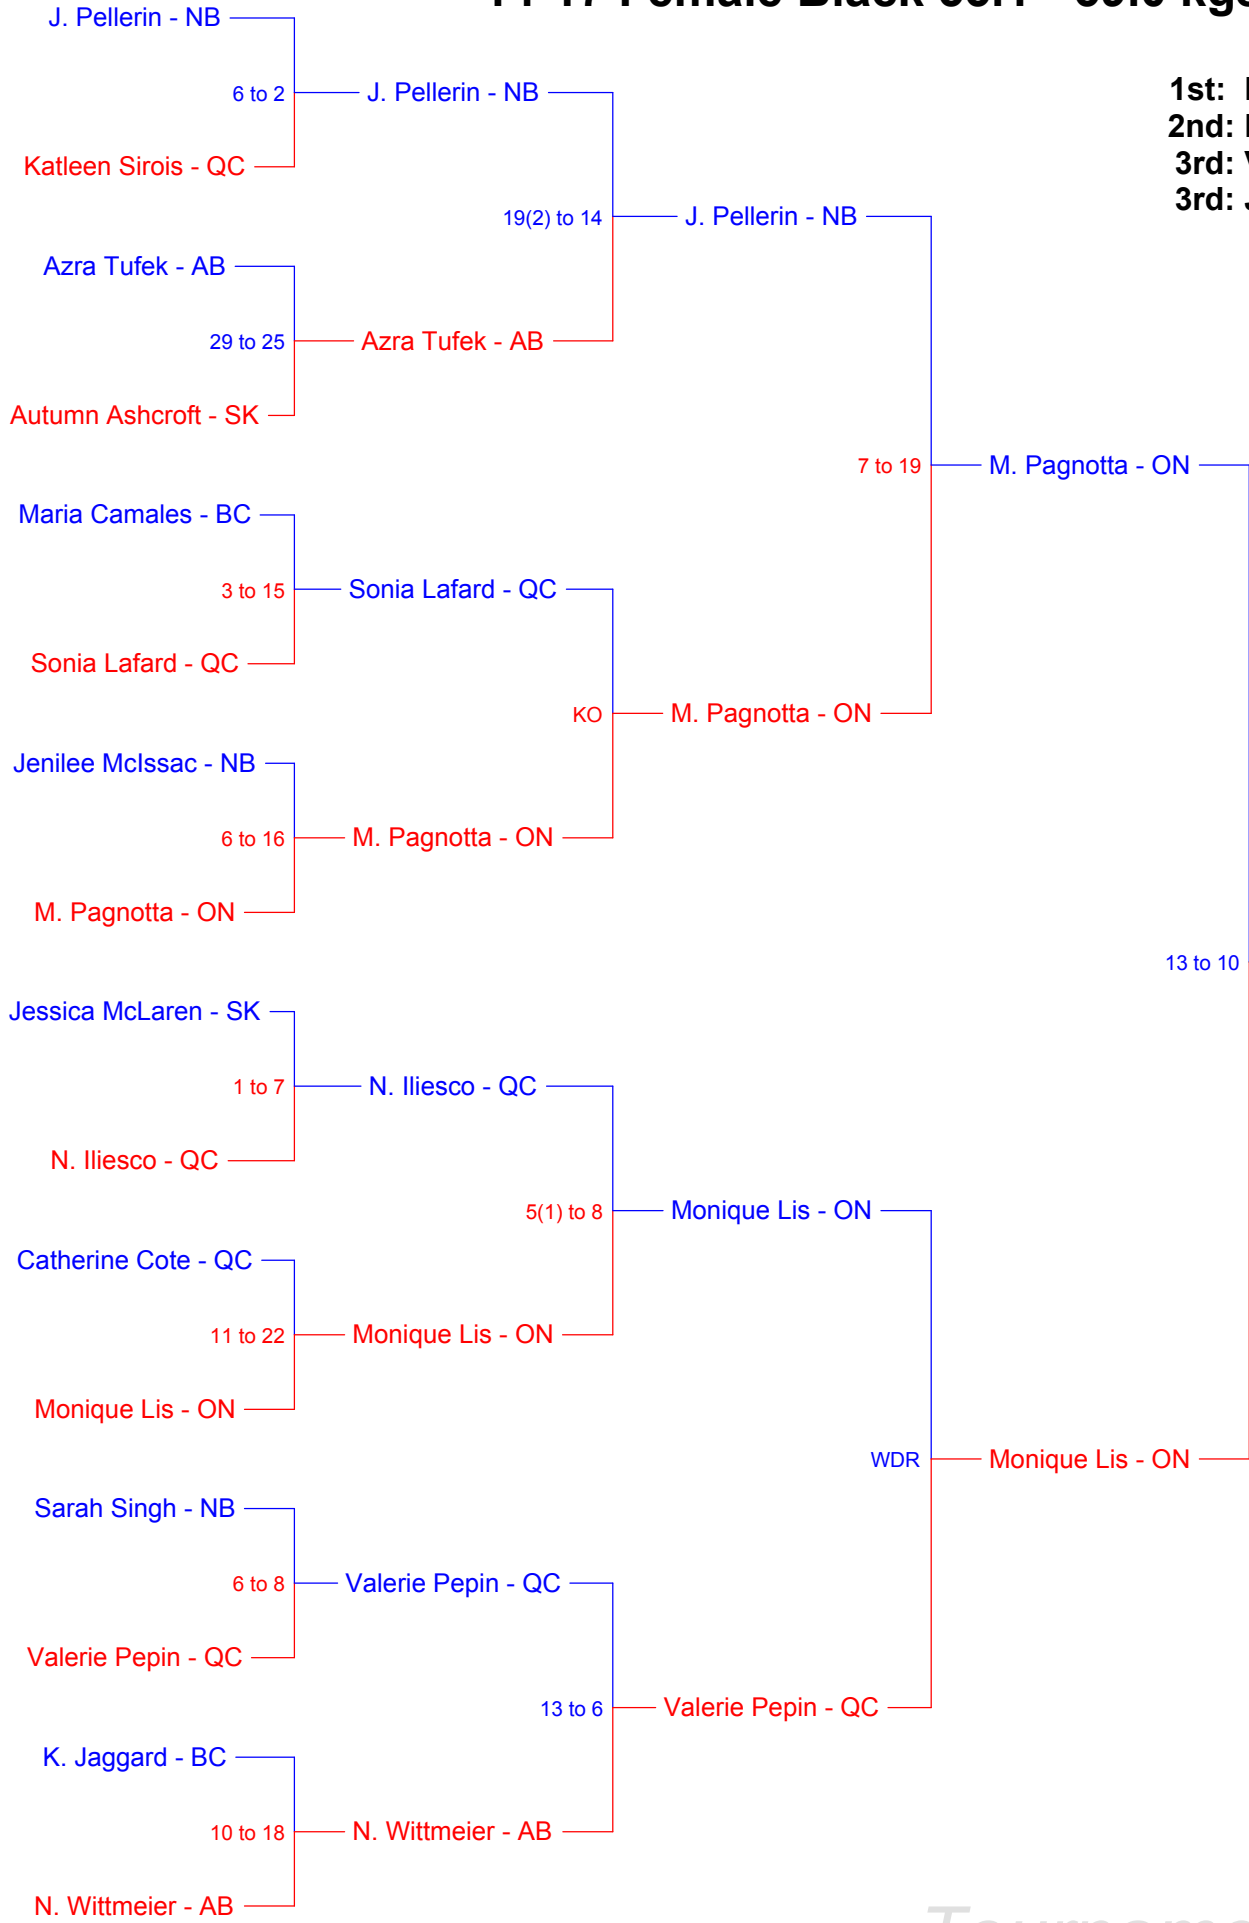 J. Pellerin - NB
6 to 2
J. Pellerin - NB
1st:
2nd:
3rd:
3rd:
Katleen Sirois - QC
19(2) to 14
J. Pellerin - NB
Azra Tufek - AB
29 to 25
Azra Tufek - AB
Autumn Ashcroft - SK
7 to 19
M. Pagnotta - ON
Maria Camales - BC
3 to 15
Sonia Lafard - QC
Sonia Lafard - QC
KO
M. Pagnotta - ON
Jenilee McIssac - NB
6 to 16
M. Pagnotta - ON
M. Pagnotta - ON
13 to 10
Jessica McLaren - SK
1 to 7
N. Iliesco - QC
N. Iliesco - QC
5(1) to 8
Monique Lis - ON
Catherine Cote - QC
11 to 22
Monique Lis - ON
Monique Lis - ON
WDR
Monique Lis - ON
Sarah Singh - NB
6 to 8
Valerie Pepin - QC
Valerie Pepin - QC
13 to 6
Valerie Pepin - QC
K. Jaggard - BC
10 to 18
N. Wittmeier - AB
N. Wittmeier - AB